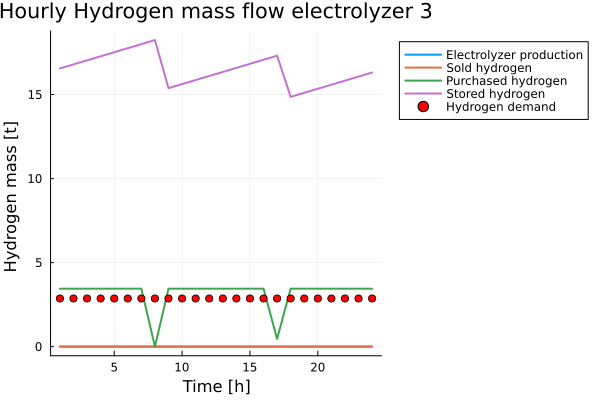 Hourly Hydrogen mass flow electrolyzer 3
Electrolyzer production
Sold hydrogen
Purchased hydrogen
Stored hydrogen
Hydrogen demand
Hydrogen mass [t]
15
10
5
0
5
10
15
20
Time [h]